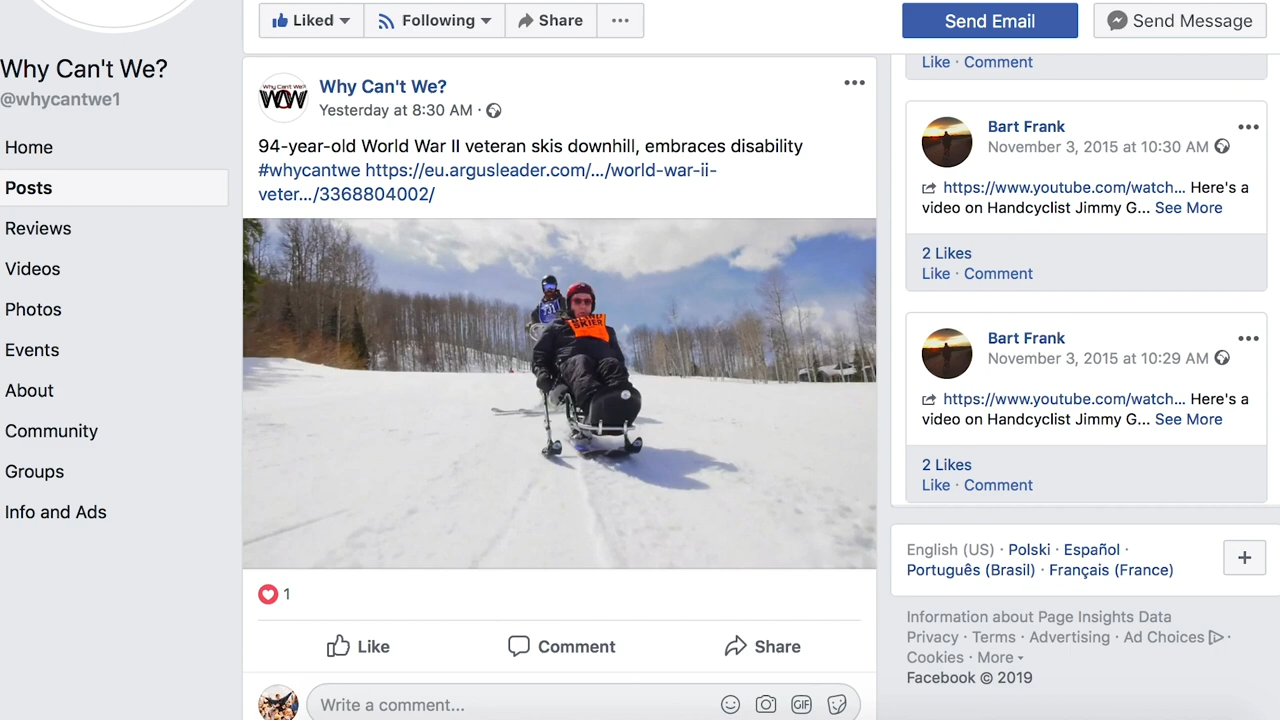 Liked
Following
Share
Send Email
Send Message
Why Can't We?
@whycantwe1
Home
Posts
Reviews
Videos
Photos
Events
About
Community
Groups
Info and Ads
Why Can't We?
Yesterday at 8:30 AM ·
94-year-old World War II veteran skis downhill, embraces disability
#whycantwe https://eu.argusleader.com/.../world-war-ii-
veter.../3368804002/
SKIER
1
Like
Comment
Share
Write a comment...
GIF
Like · Comment
Bart Frank
November 3, 2015 at 10:30 AM
https://www.youtube.com/watch... Here's a
video on Handcyclist Jimmy G... See More
2 Likes
Like · Comment
Bart Frank
November 3, 2015 at 10:29 AM
https://www.youtube.com/watch... Here's a
video on Handcyclist Jimmy G... See More
2 Likes
Like · Comment
English (US) · Polski · Español ·
Português (Brasil) · Français (France)
+
Information about Page Insights Data
Privacy · Terms · Advertising · Ad Choices ·
Cookies · More
Facebook © 2019